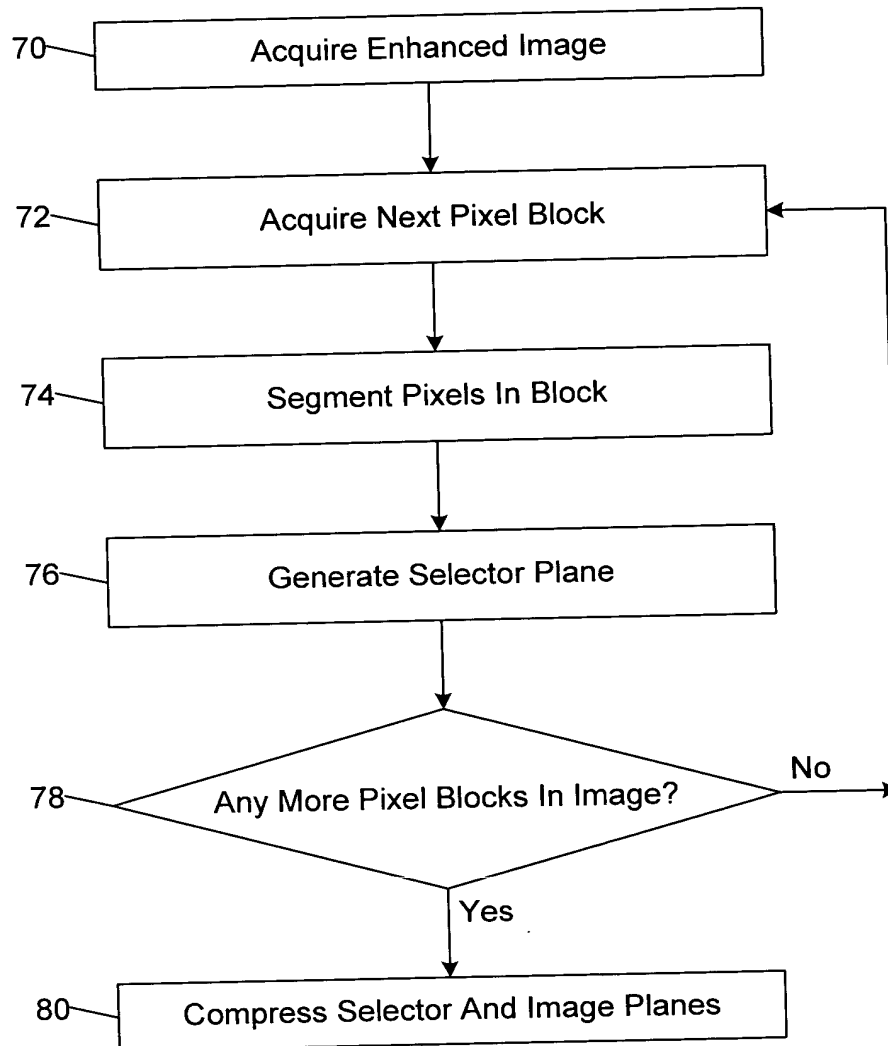 70
Acquire Enhanced Image
72
Acquire Next Pixel Block
74
Segment Pixels In Block
76
Generate Selector Plane
78
Any More Pixel Blocks In Image?
No
Yes
80
Compress Selector And Image Planes